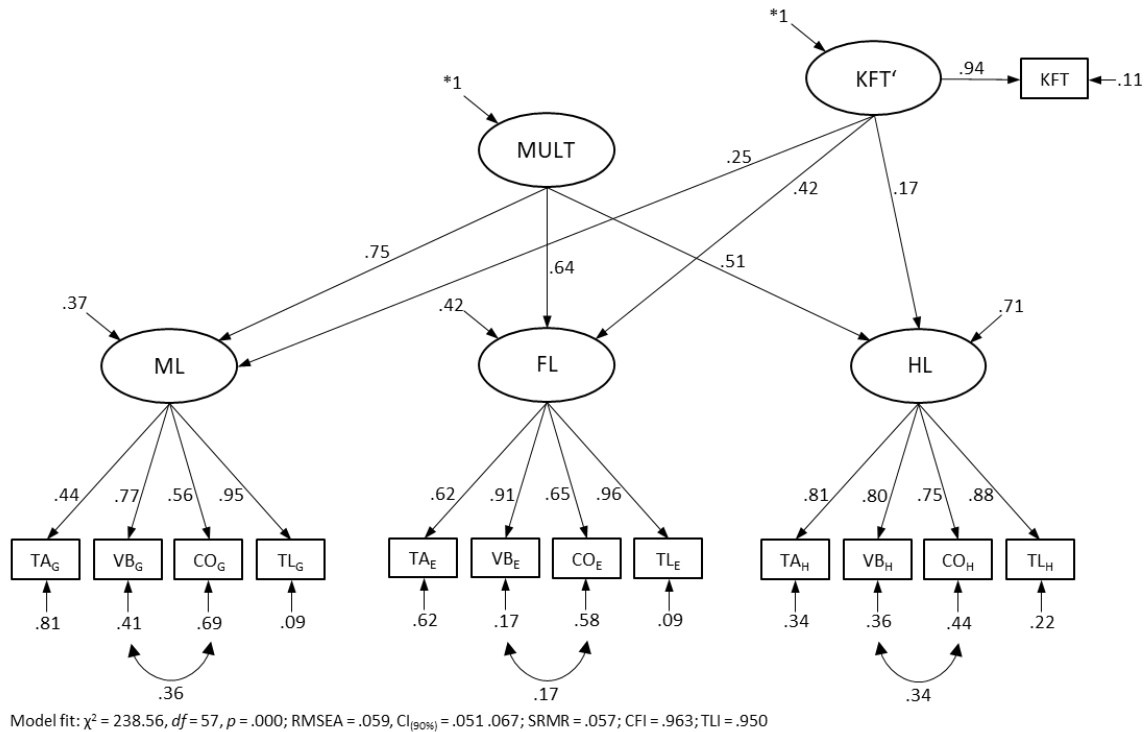 *1
KFT‘
.94
KFT
.11
*1
MULT
.25
.42
.17
.75
.64
.51
.37
.42
.71
ML
FL
HL
.44
.77
.56
.95
.62
.91
.65
.96
.81
.80
.75
.88
TAG
VBG
COG
TLG
TAE
VBE
COE
TLE
TAH
VBH
COH
TLH
.81
.41
.69
.09
.62
.17
.58
.09
.34
.36
.44
.22
.36
.17
.34
Model fit: χ² = 238.56, df = 57, p = .000; RMSEA = .059, CI(90%) = .051 .067; SRMR = .057; CFI = .963; TLI = .950